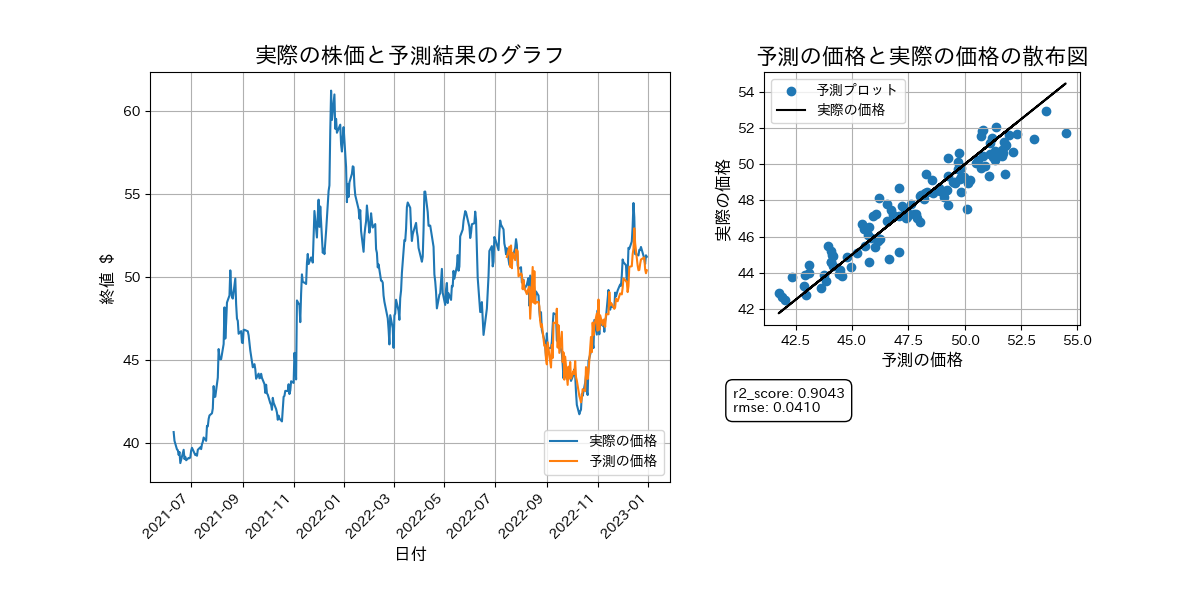 実際の株価と予測結果のグラフ
終値 $
60
55
50
45
40
2021-07
2021-09
2021-11
2022-01
2022-03
2022-05
2022-07
2022-09
2022-11
2023-01
日付
実際の価格
予測の価格
予測の価格と実際の価格の散布図
実際の価格
54
52
50
48
46
44
42
予測プロット
実際の価格
42.5
45.0
47.5
50.0
52.5
55.0
予測の価格
r2_score: 0.9043
rmse: 0.0410